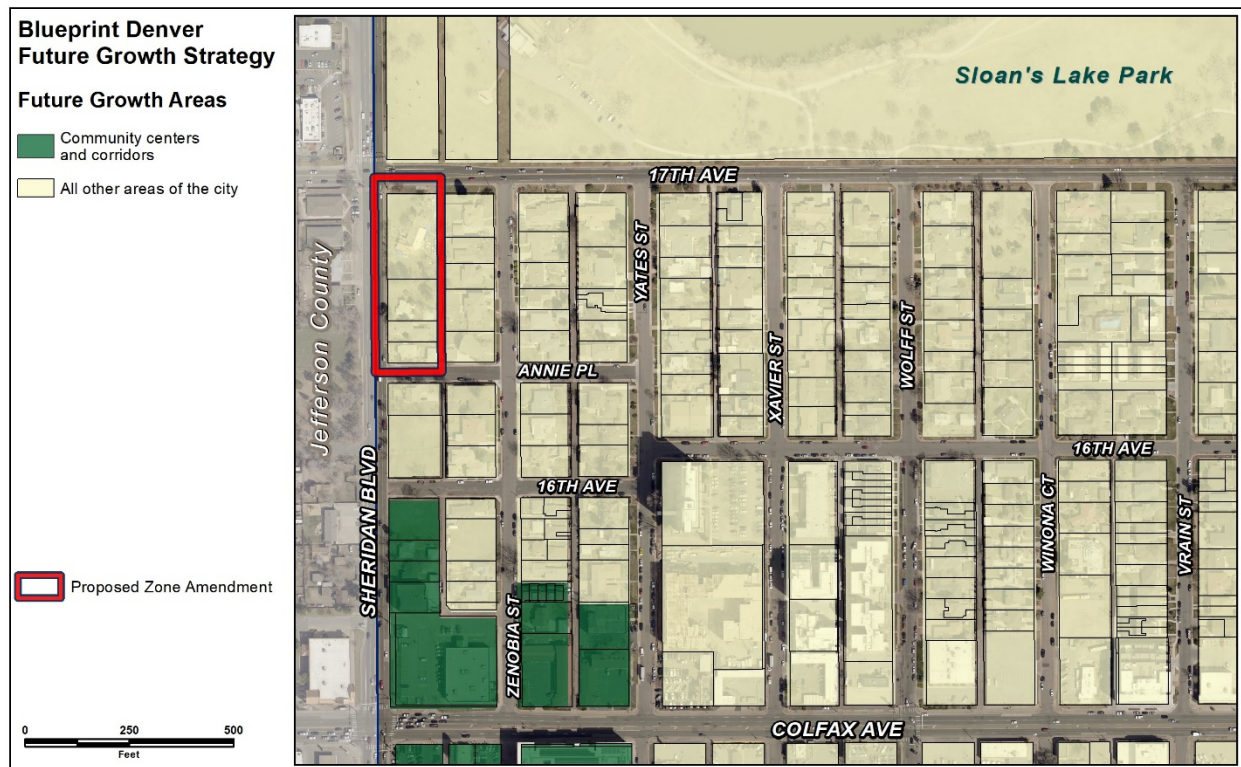 Blueprint Denver
Future Growth Strategy
Future Growth Areas
Community centers
and corridors
All other areas of the city
Proposed Zone Amendment
0 250 500
Feet
Sloan's Lake Park
17TH AVE
Jefferson County
YATES ST
ANNIE PL
XAVIER ST
WOLFF ST
SHERIDAN BLVD
16TH AVE
16TH AVE
WINONA CT
VRAIN ST
ZENOBIA ST
COLFAX AVE